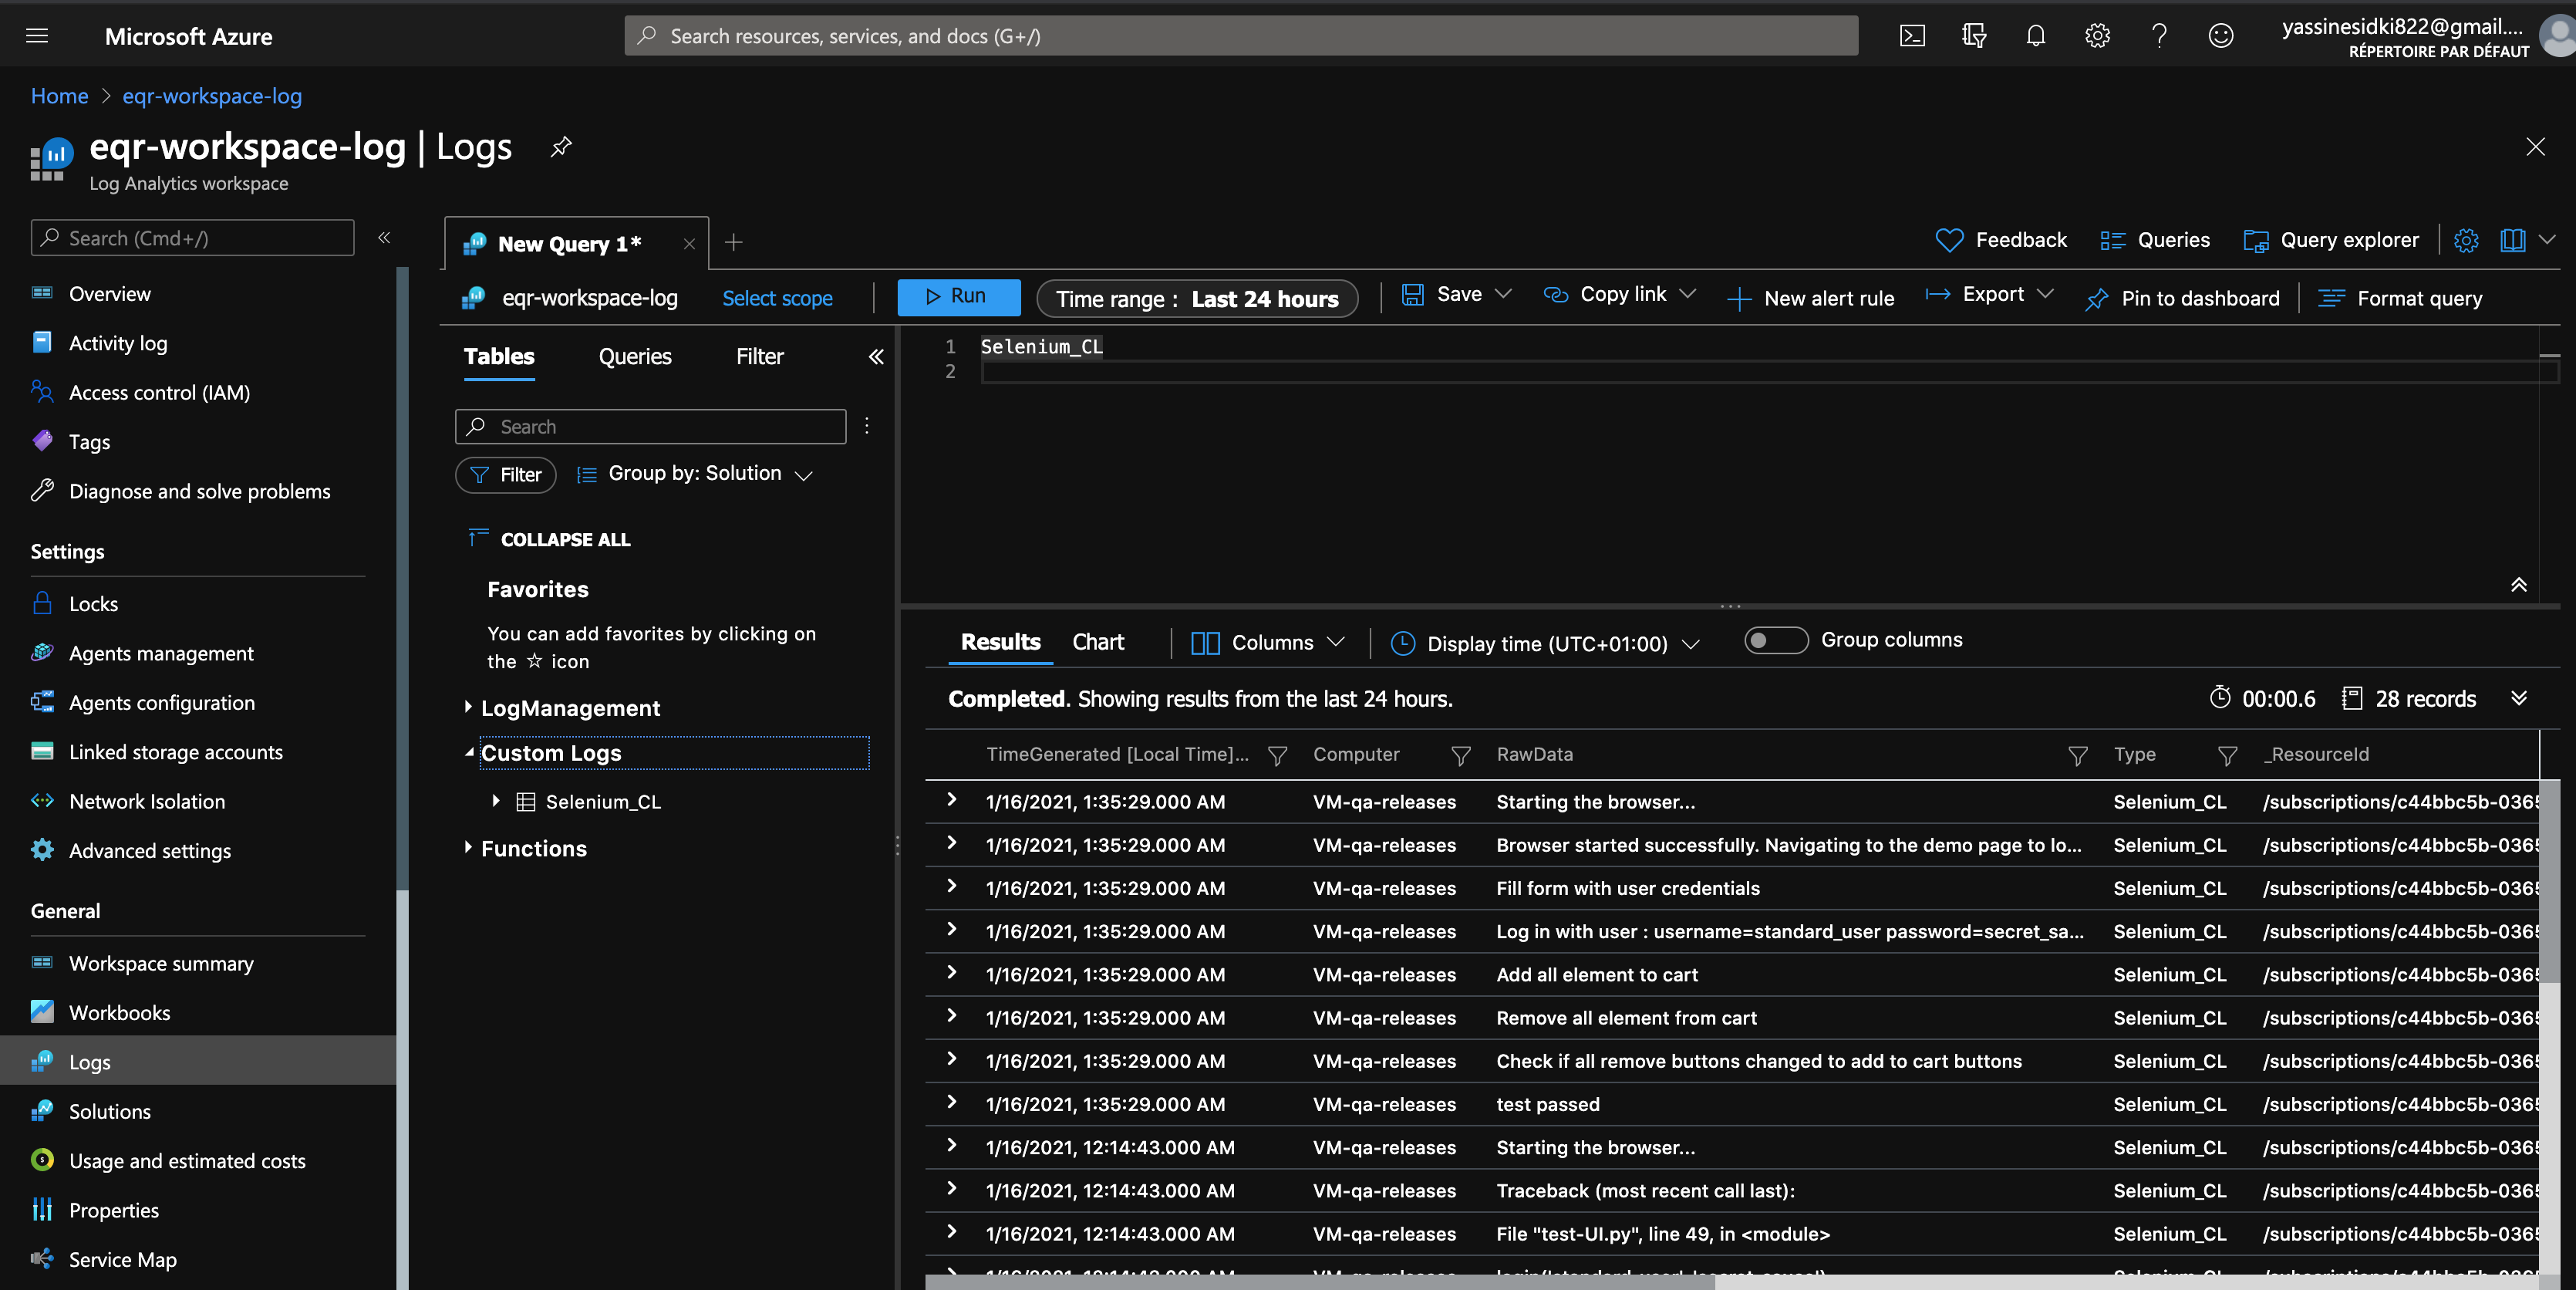 Microsoft Azure
Search resources, services, and docs (G+/)
yassinesidki822@gmail....
RÉPERTOIRE PAR DÉFAUT
Home > eqr-workspace-log
eqr-workspace-log | Logs
Log Analytics workspace
Search (Cmd+/)
Overview
Activity log
Access control (IAM)
Tags
Diagnose and solve problems
Settings
Locks
Agents management
Agents configuration
Linked storage accounts
Network Isolation
Advanced settings
General
Workspace summary
Workbooks
Logs
Solutions
Usage and estimated costs
Properties
Service Map
New Query 1*
Feedback
Queries
Query explorer
eqr-workspace-log
Select scope
Run
Time range : Last 24 hours
Save
Copy link
New alert rule
Export
Pin to dashboard
Format query
Tables
Queries
Filter
Search
Filter
Group by: Solution
COLLAPSE ALL
Favorites
You can add favorites by clicking on
the ☆ icon
LogManagement
Custom Logs
Selenium_CL
Functions
1 Selenium_CL
2
Results
Chart
Columns
Display time (UTC+01:00)
Group columns
Completed. Showing results from the last 24 hours.
00:00.6
28 records
TimeGenerated [Local Time]... Computer RawData Type _ResourceId
1/16/2021, 1:35:29.000 AM VM-qa-releases Starting the browser... Selenium_CL /subscriptions/c44bbc5b-036
1/16/2021, 1:35:29.000 AM VM-qa-releases Browser started successfully. Navigating to the demo page to lo... Selenium_CL /subscriptions/c44bbc5b-036
1/16/2021, 1:35:29.000 AM VM-qa-releases Fill form with user credentials Selenium_CL /subscriptions/c44bbc5b-036
1/16/2021, 1:35:29.000 AM VM-qa-releases Log in with user : username=standard_user password=secret_sa... Selenium_CL /subscriptions/c44bbc5b-036
1/16/2021, 1:35:29.000 AM VM-qa-releases Add all element to cart Selenium_CL /subscriptions/c44bbc5b-036
1/16/2021, 1:35:29.000 AM VM-qa-releases Remove all element from cart Selenium_CL /subscriptions/c44bbc5b-036
1/16/2021, 1:35:29.000 AM VM-qa-releases Check if all remove buttons changed to add to cart buttons Selenium_CL /subscriptions/c44bbc5b-036
1/16/2021, 1:35:29.000 AM VM-qa-releases test passed Selenium_CL /subscriptions/c44bbc5b-036
1/16/2021, 12:14:43.000 AM VM-qa-releases Starting the browser... Selenium_CL /subscriptions/c44bbc5b-036
1/16/2021, 12:14:43.000 AM VM-qa-releases Traceback (most recent call last): Selenium_CL /subscriptions/c44bbc5b-036
1/16/2021, 12:14:43.000 AM VM-qa-releases File "test-UI.py", line 49, in <module> Selenium_CL /subscriptions/c44bbc5b-036